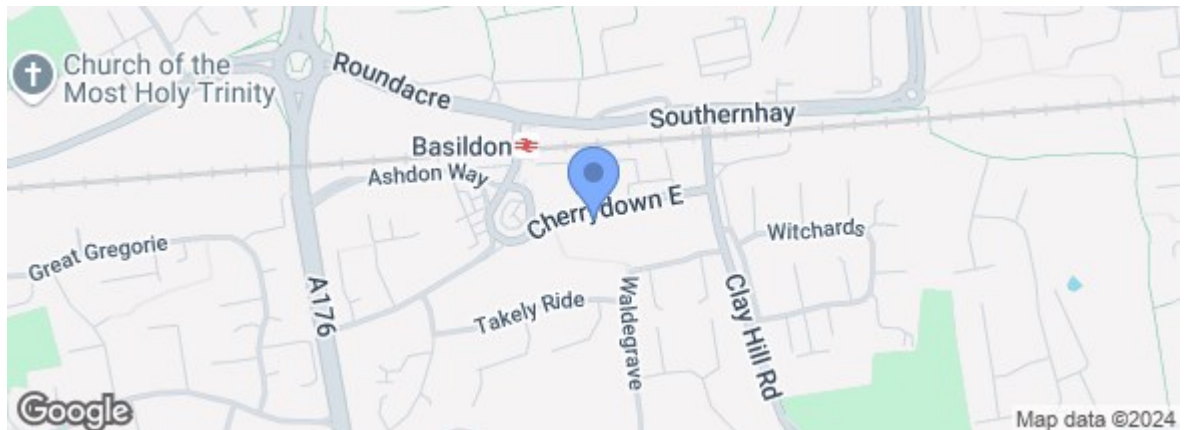 Church of the
Most Holy Trinity
Roundacre
Southernhay
Basildon
Ashdon Way
Cherrydown E
Great Gregorie
Witchards
A176
Takely Ride
Waldegrave
Clay Hill Rd
Google
Map data ©2024